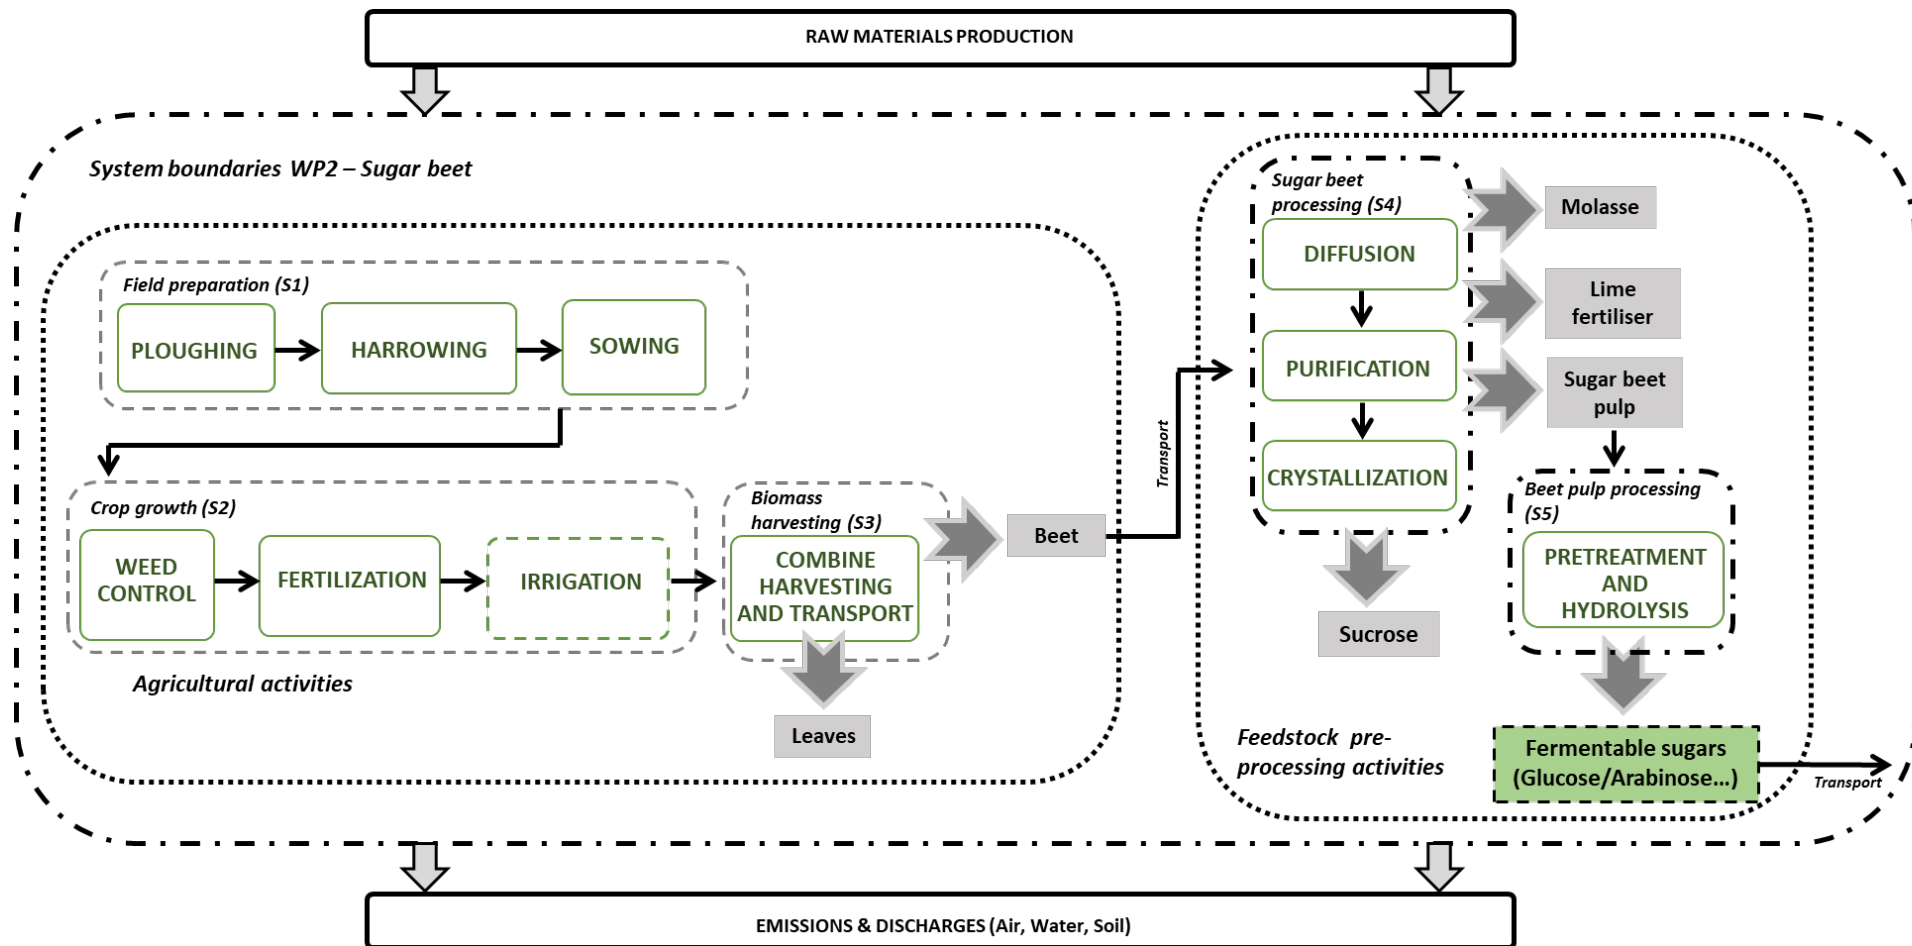 RAW MATERIALS PRODUCTION
System boundaries WP2 – Sugar beet
Field preparation (S1)
PLOUGHING
HARROWING
SOWING
Crop growth (S2)
WEED
CONTROL
FERTILIZATION
IRRIGATION
Biomass
harvesting (S3)
COMBINE
HARVESTING
AND TRANSPORT
Beet
Leaves
Agricultural activities
Transport
Sugar beet
processing (S4)
DIFFUSION
PURIFICATION
CRYSTALLIZATION
Molasse
Lime
fertiliser
Sugar beet
pulp
Sucrose
Beet pulp processing
(S5)
PRETREATMENT
AND
HYDROLYSIS
Feedstock pre-
processing activities
Fermentable sugars
(Glucose/Arabinose...)
Transport
EMISSIONS & DISCHARGES (Air, Water, Soil)